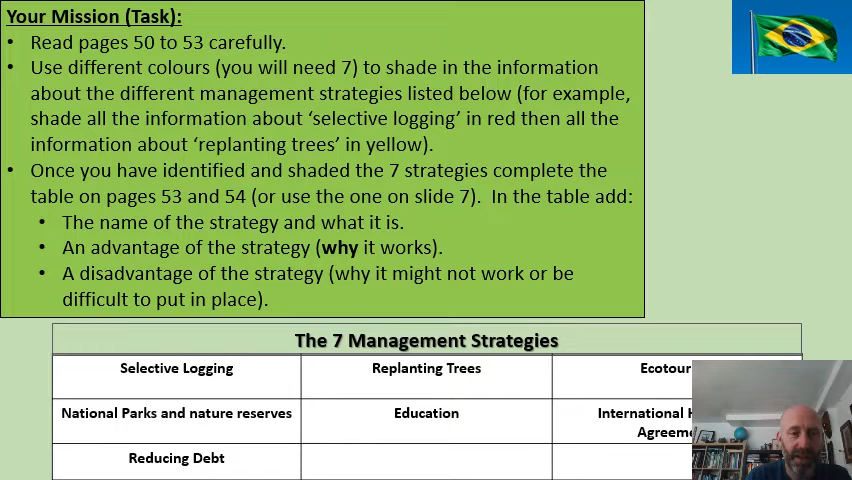 Your Mission (Task):
• Read pages 50 to 53 carefully.
• Use different colours (you will need 7) to shade in the information
about the different management strategies listed below (for example,
shade all the information about ‘selective logging’ in red then all the
information about ‘replanting trees’ in yellow).
• Once you have identified and shaded the 7 strategies complete the
table on pages 53 and 54 (or use the one on slide 7). In the table add:
• The name of the strategy and what it is.
• An advantage of the strategy (why it works).
• A disadvantage of the strategy (why it might not work or be
difficult to put in place).
The 7 Management Strategies
Selective Logging Replanting Trees
National Parks and nature reserves Education International
Reducing Debt